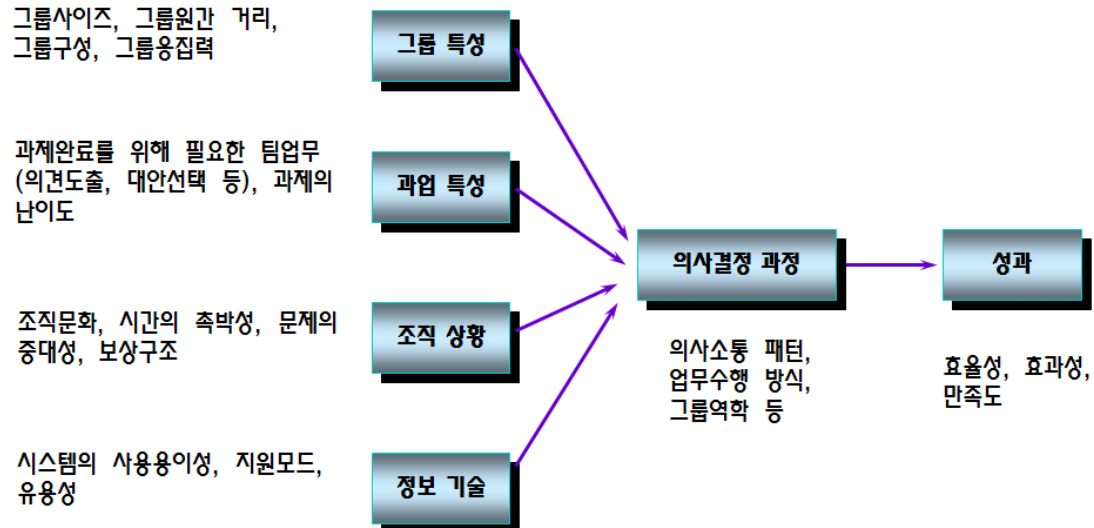 그룹사이즈, 그룹원간 거리,
그룹구성, 그룹응집력
그룹 특성
과제완료를 위해 필요한 팀업무
(의견도출, 대안선택 등), 과제의
난이도
과업 특성
의사결정 과정
성과
조직문화, 시간의 촉박성, 문제의
중대성, 보상구조
조직 상황
의사소통 패턴,
업무수행 방식,
그룹역학 등
효율성, 효과성,
만족도
시스템의 사용용이성, 지원모드,
유용성
정보 기술